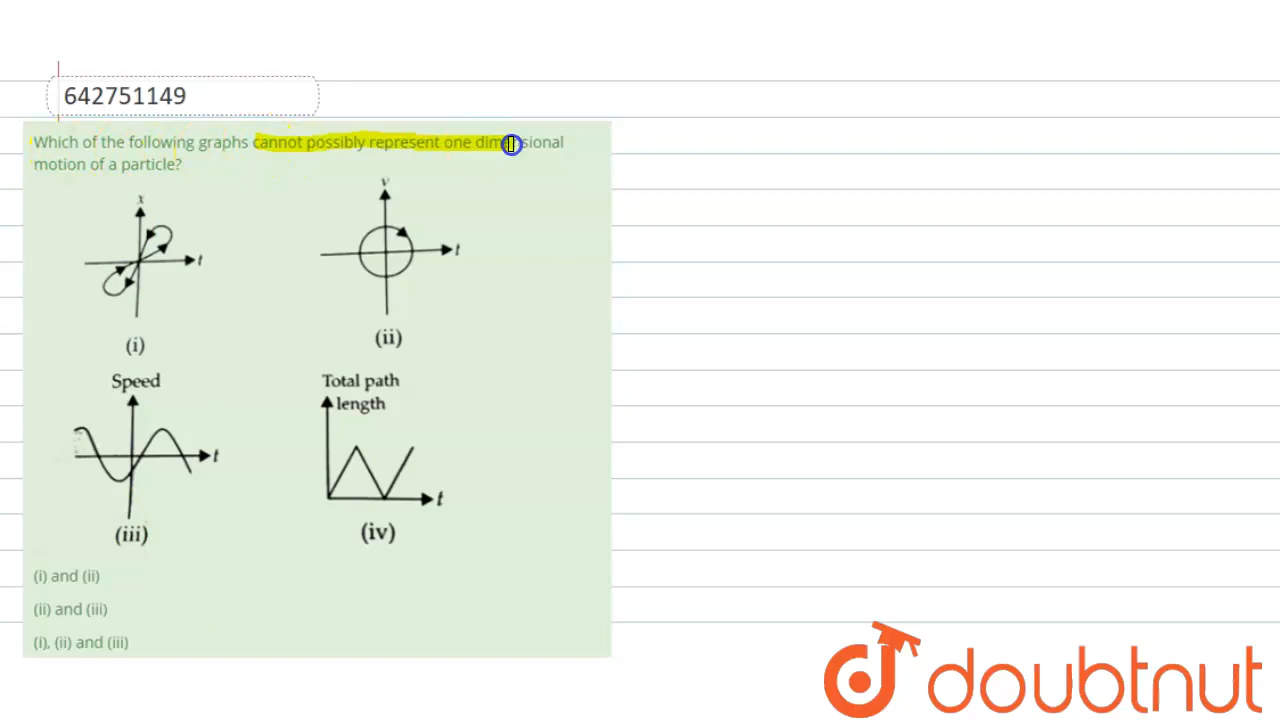 642751149
Which of the following graphs cannot possibly represent one dimensional
motion of a particle?
x
t
(i)
v
t
(ii)
Speed
t
(iii)
Total path
length
t
(iv)
(i) and (ii)
(ii) and (iii)
(i), (ii) and (iii)
doubtnut